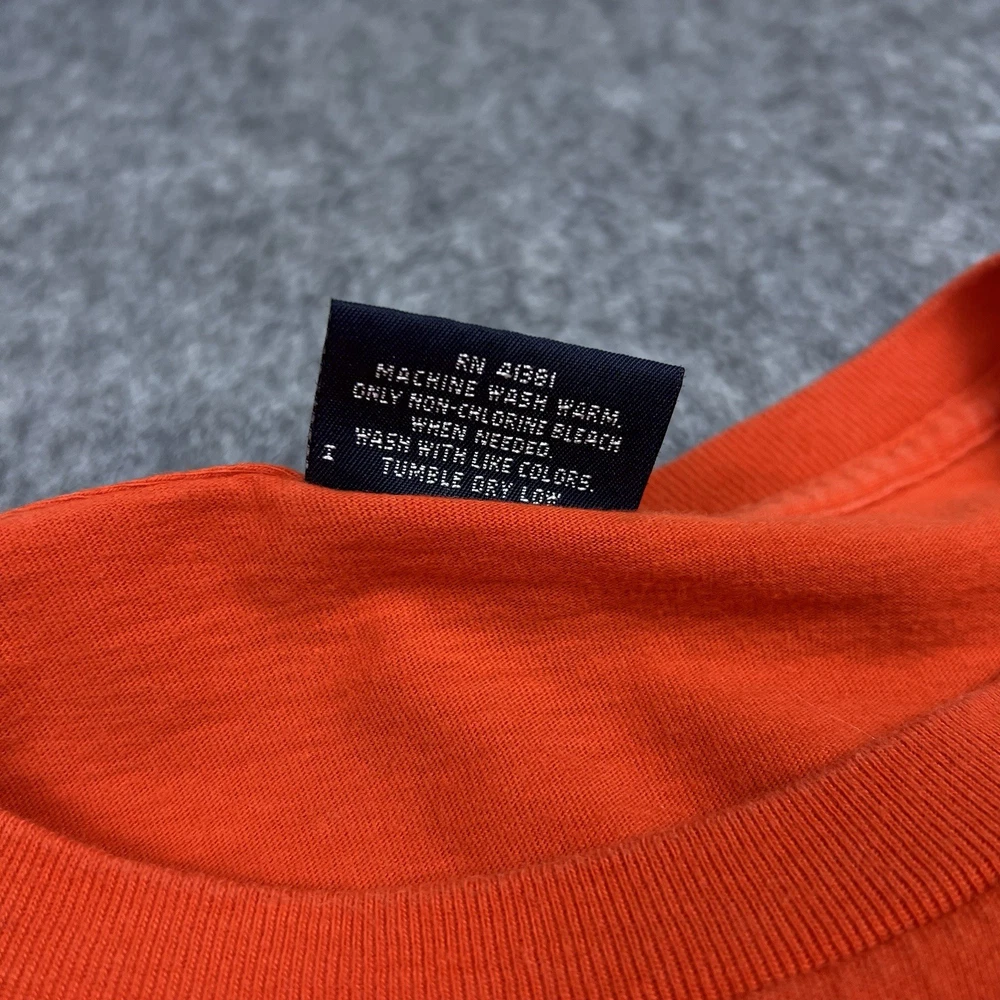 RN 41381
MACHINE WASH WARM.
ONLY NON-CHLORINE BLEACH
WHEN NEEDED.
WASH WITH LIKE COLORS.
TUMBLE DRY LOW